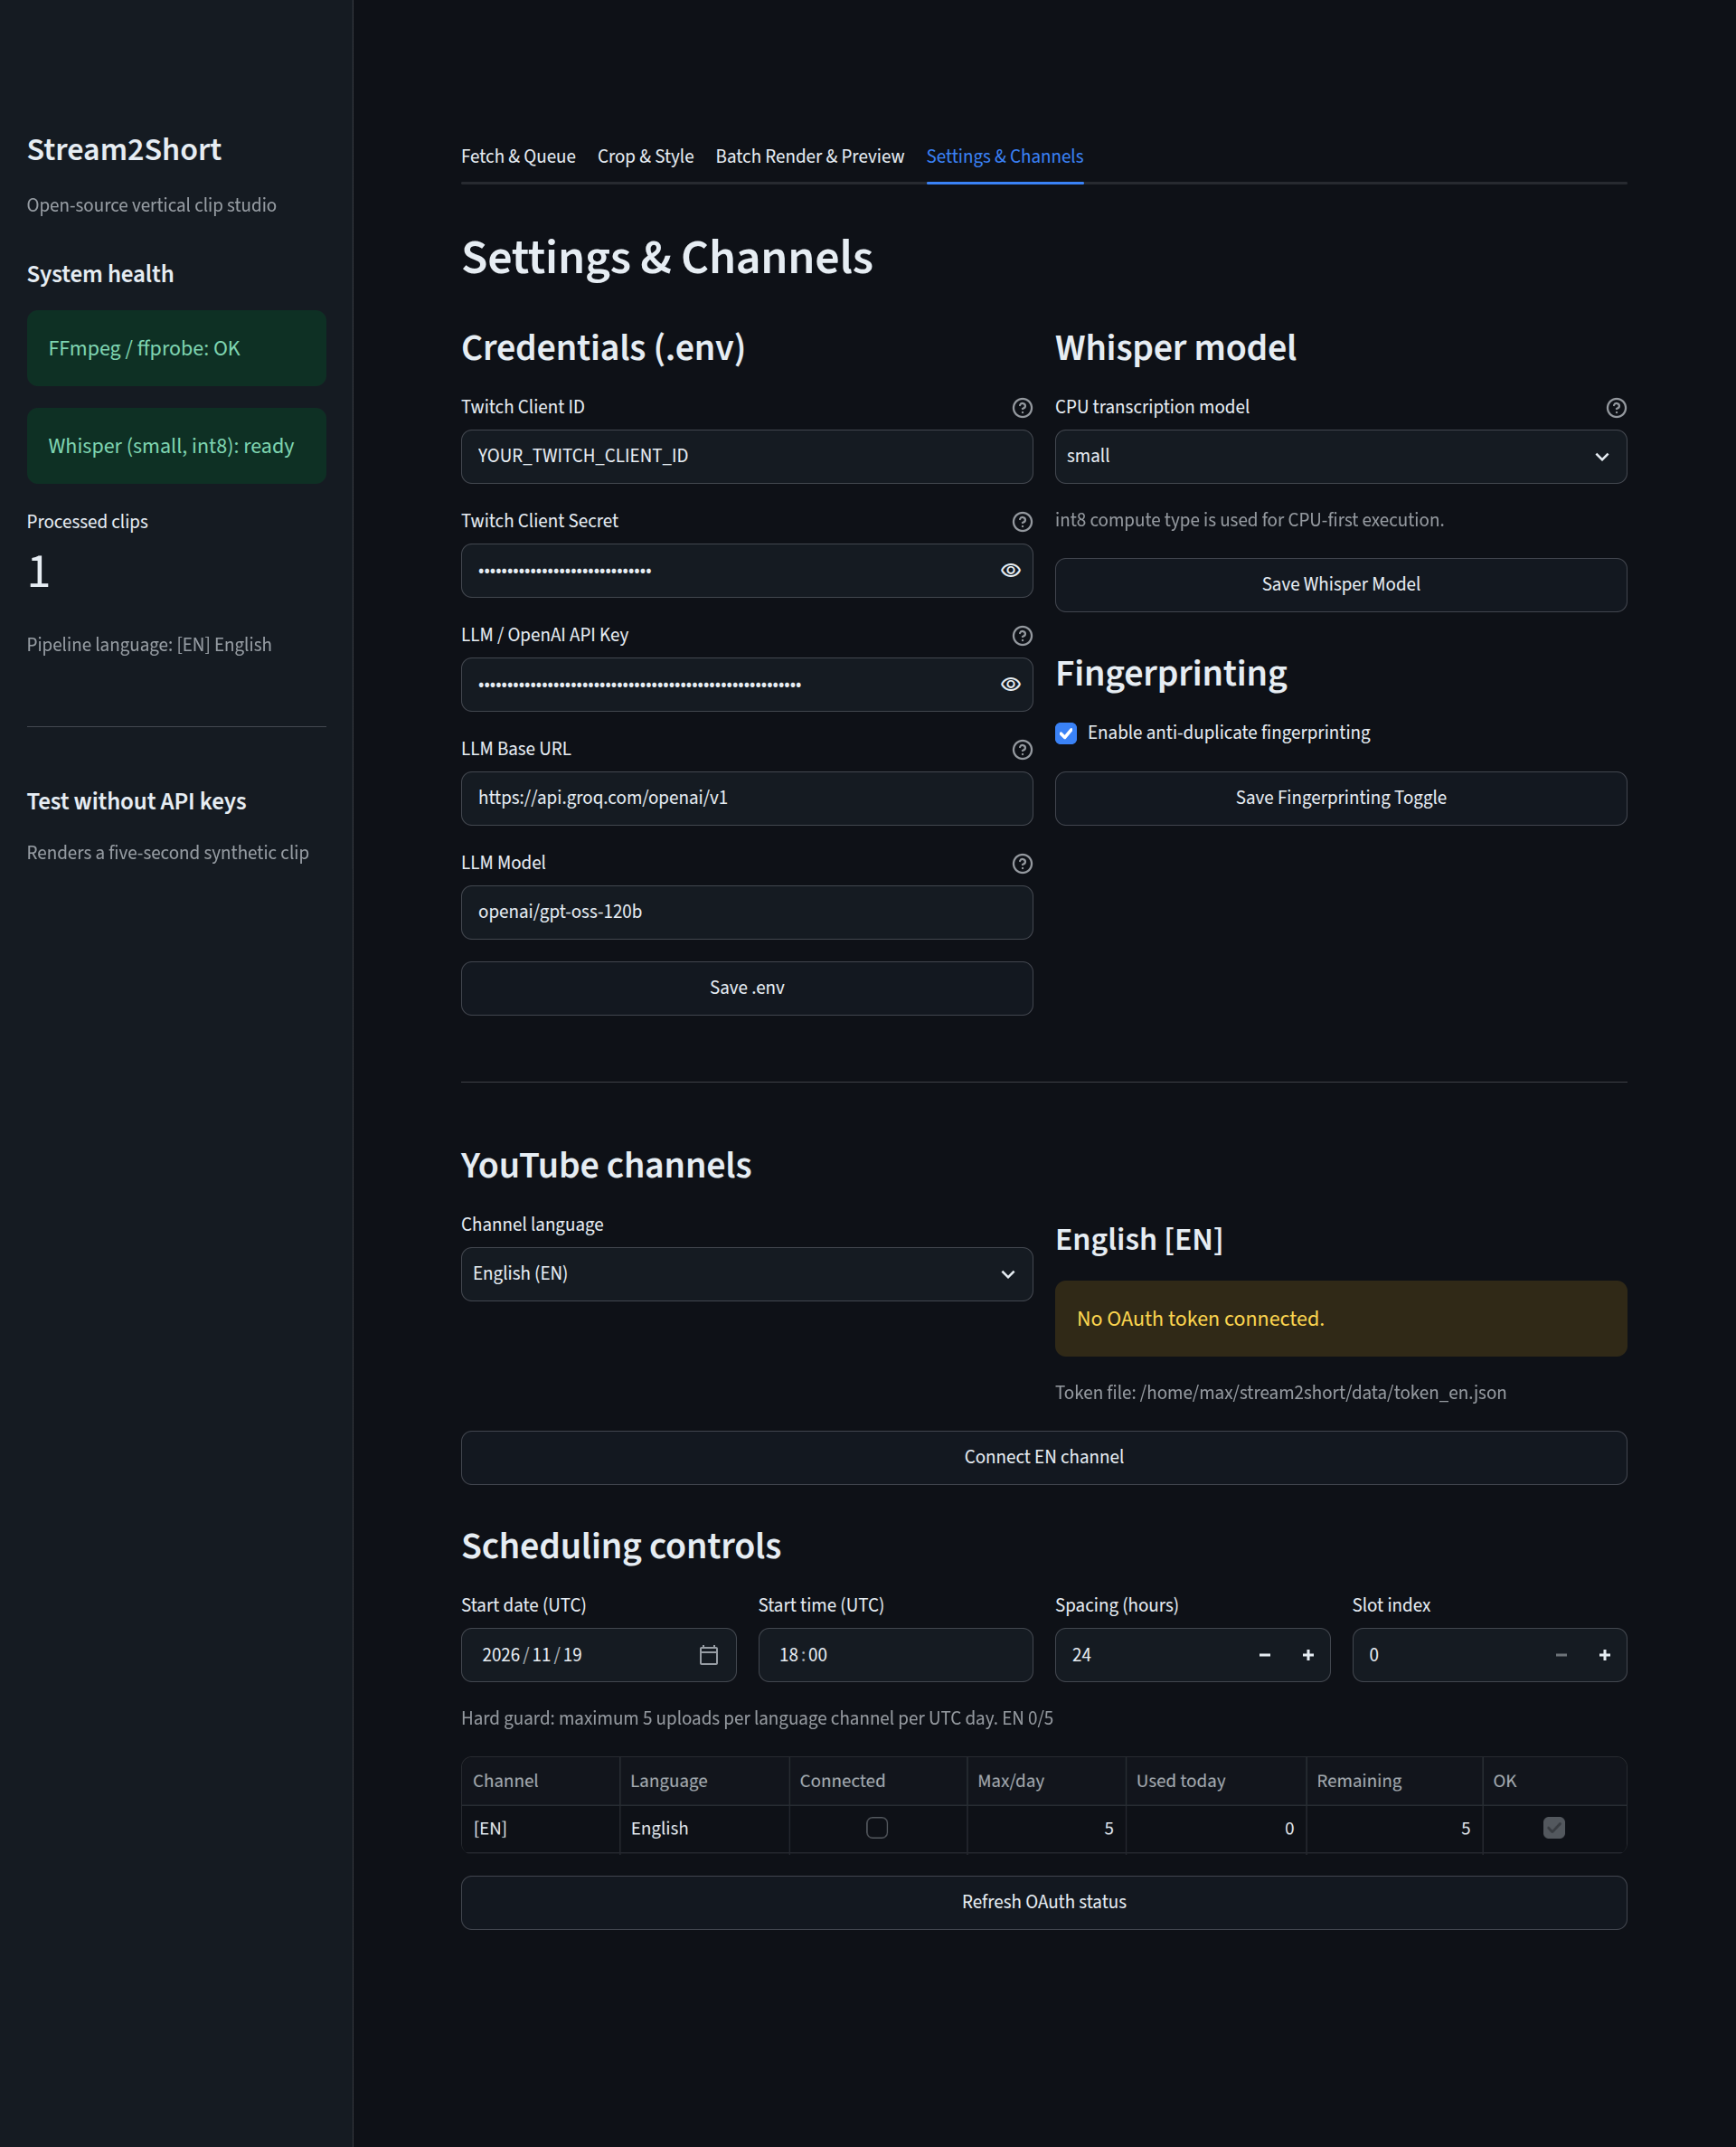 Stream2Short
Open-source vertical clip studio
System health
FFmpeg / ffprobe: OK
Whisper (small, int8): ready
Processed clips
1
Pipeline language: [EN] English
Test without API keys
Renders a five-second synthetic clip
Fetch & Queue Crop & Style Batch Render & Preview Settings & Channels
Settings & Channels
Credentials (.env)
Twitch Client ID
YOUR_TWITCH_CLIENT_ID
Twitch Client Secret
••••••••••••••••••••••••••••••
LLM / OpenAI API Key
••••••••••••••••••••••••••••••••••••••••••••••••••••••••
LLM Base URL
https://api.groq.com/openai/v1
LLM Model
openai/gpt-oss-120b
Save .env
Whisper model
CPU transcription model
small
int8 compute type is used for CPU-first execution.
Save Whisper Model
Fingerprinting
Enable anti-duplicate fingerprinting
Save Fingerprinting Toggle
YouTube channels
Channel language
English (EN)
English [EN]
No OAuth token connected.
Token file: /home/max/stream2short/data/token_en.json
Connect EN channel
Scheduling controls
Start date (UTC) Start time (UTC) Spacing (hours) Slot index
2026/11/19 18:00 24 0
Hard guard: maximum 5 uploads per language channel per UTC day. EN 0/5
Channel Language Connected Max/day Used today Remaining OK
[EN] English 5 0 5
Refresh OAuth status